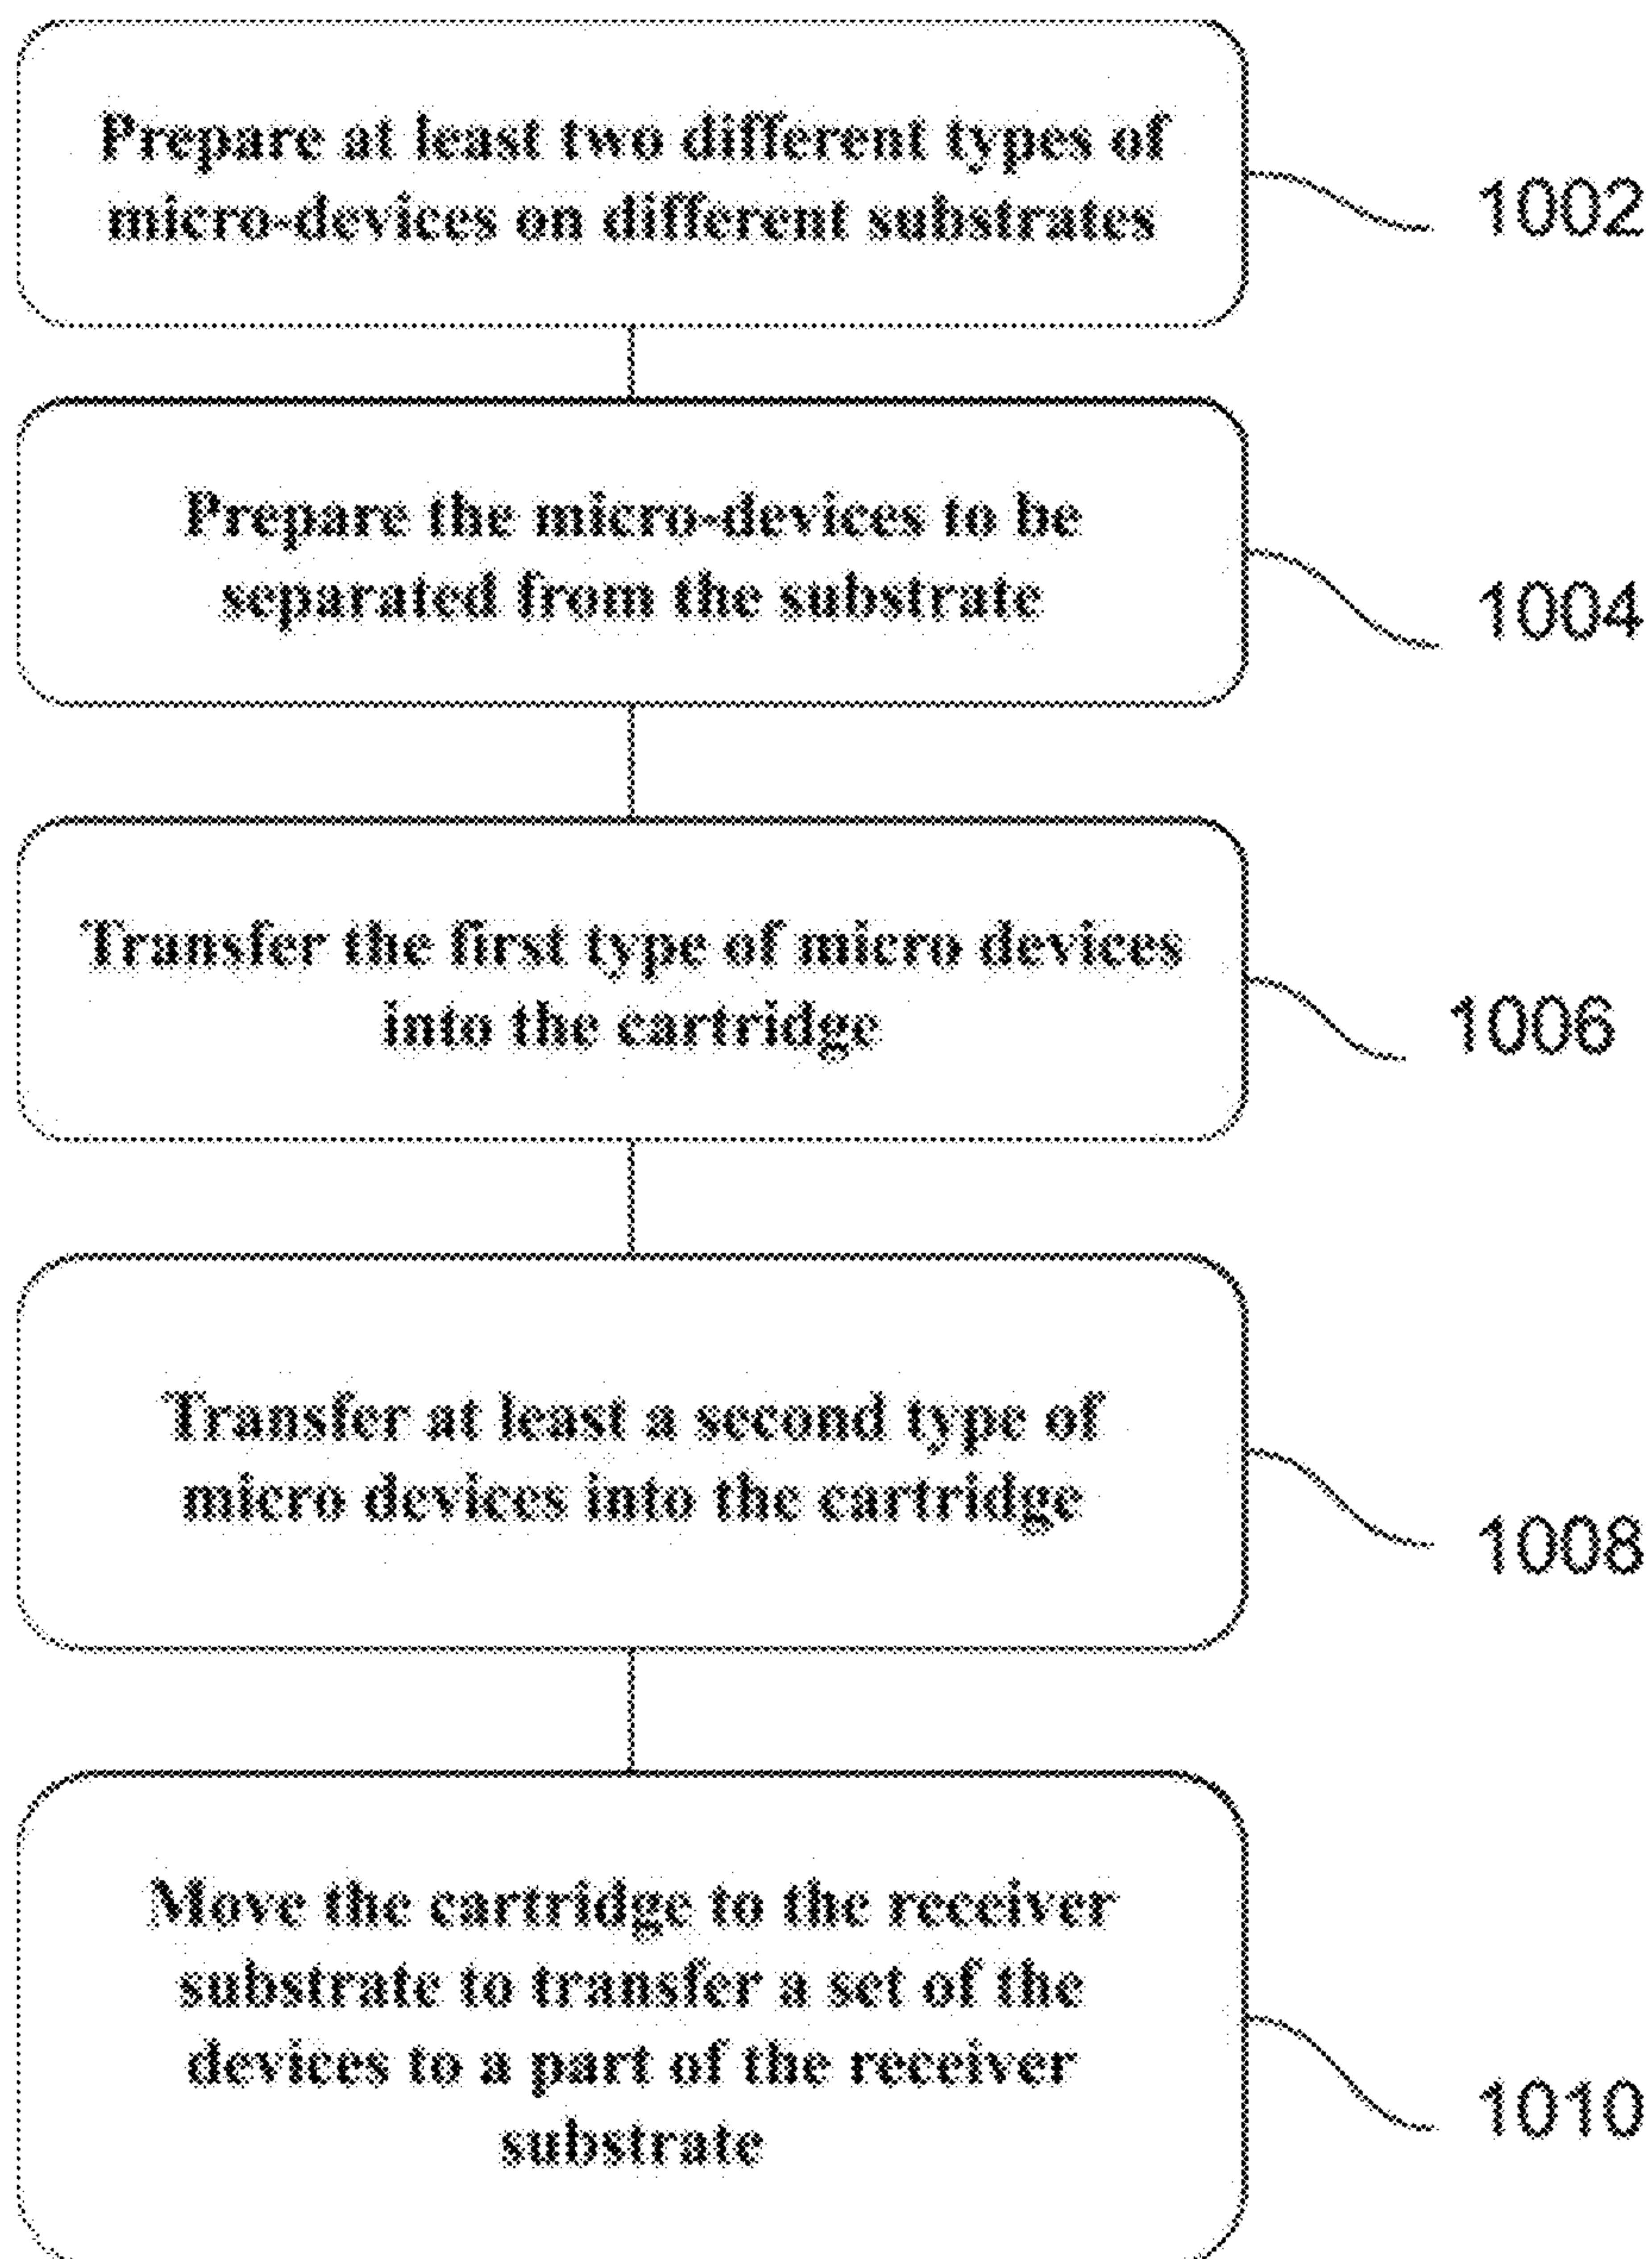 Prepare at least two different types of
micro-devices on different substrates
1002
Prepare the micro-devices to be
separated from the substrate
1004
Transfer the first type of micro devices
into the cartridge
1006
Transfer at least a second type of
micro devices into the cartridge
1008
Move the cartridge to the receiver
substrate to transfer a set of the
devices to a part of the receiver
substrate
1010